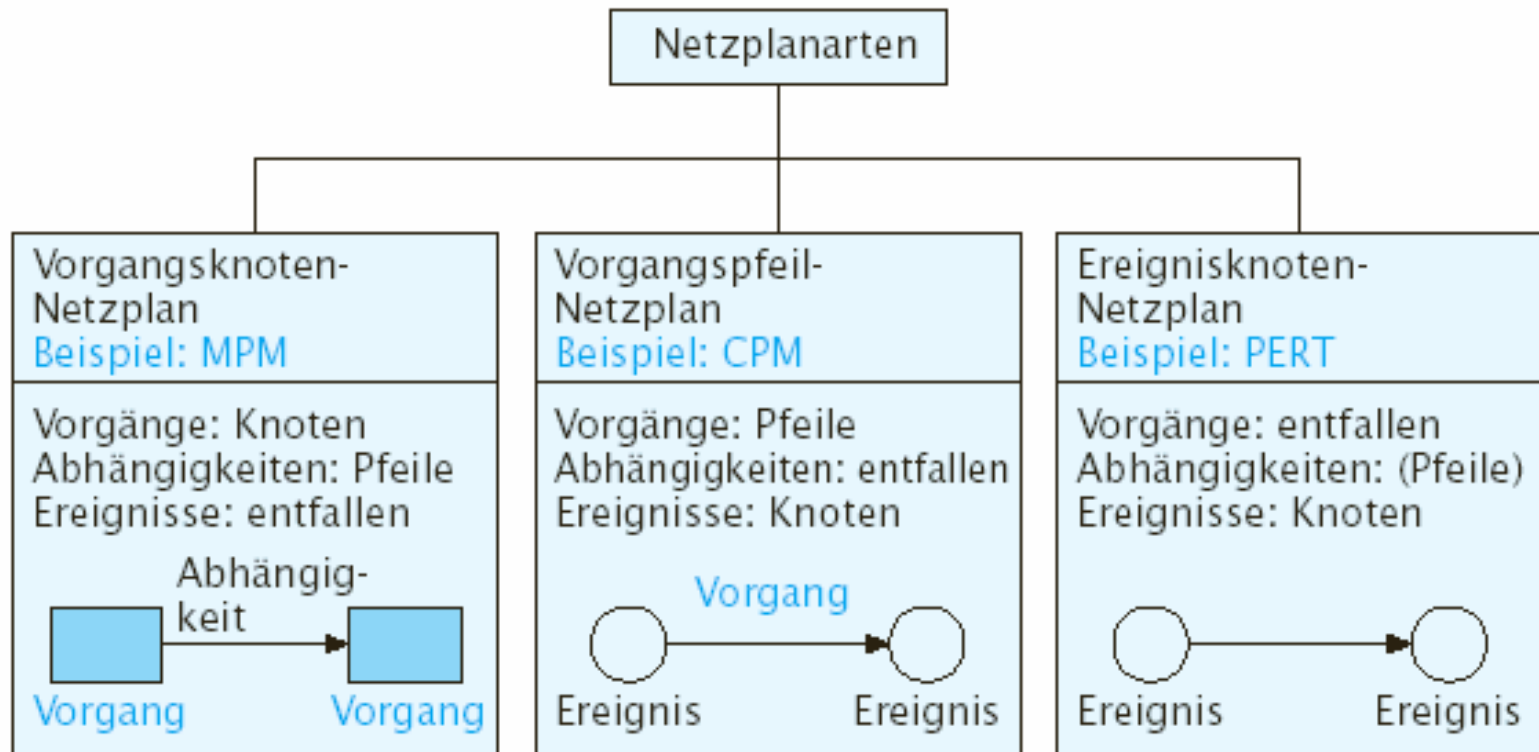 Netzplanarten
Vorgangsknoten-
Netzplan
Beispiel: MPM
Vorgänge: Knoten
Abhängigkeiten: Pfeile
Ereignisse: entfallen
Abhängig-
keit
Vorgang
Vorgang
Vorgangspfeil-
Netzplan
Beispiel: CPM
Vorgänge: Pfeile
Abhängigkeiten: entfallen
Ereignisse: Knoten
Vorgang
Ereignis
Ereignis
Ereignisknoten-
Netzplan
Beispiel: PERT
Vorgänge: entfallen
Abhängigkeiten: (Pfeile)
Ereignisse: Knoten
Ereignis
Ereignis